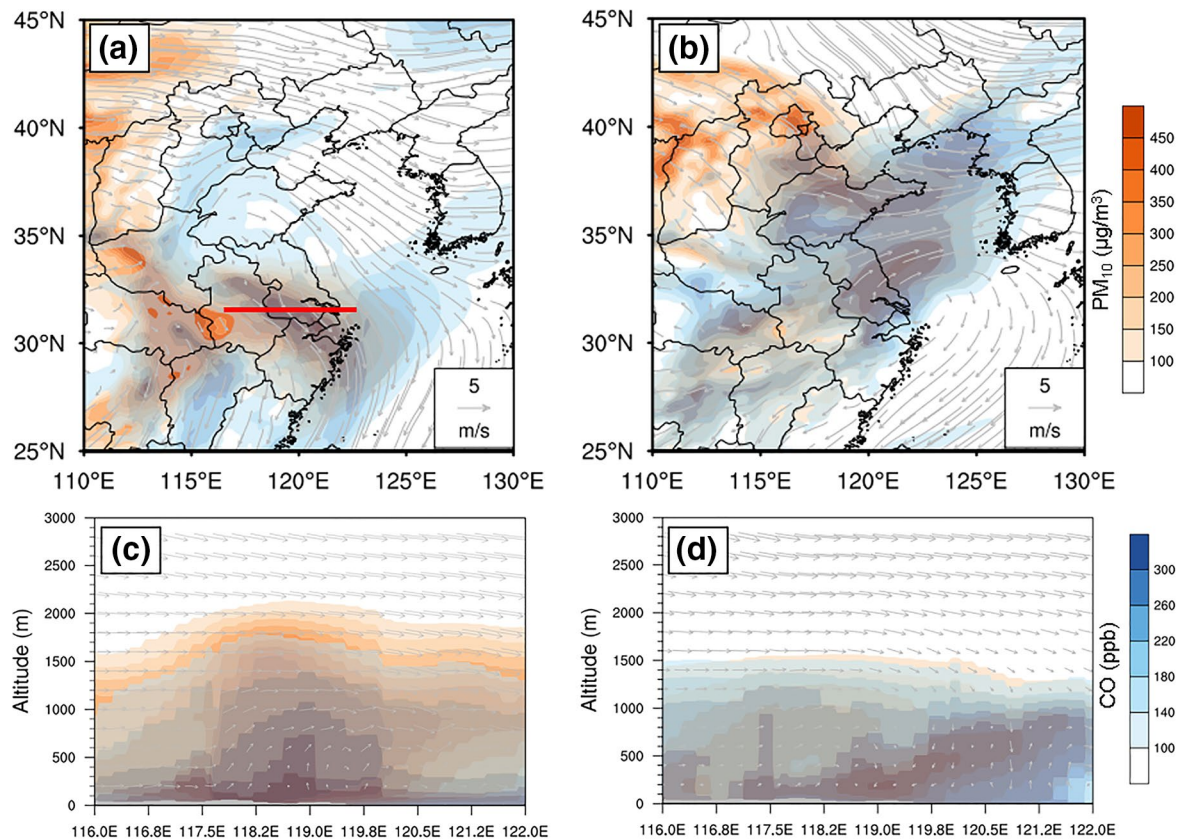 (a)
45°N
40°N
35°N
30°N
25°N
110°E 115°E 120°E 125°E 130°E
5
m/s
(b)
45°N
40°N
35°N
30°N
25°N
110°E 115°E 120°E 125°E 130°E
5
m/s
450
400
350
300
250
200
150
100
PM₁₀ (µg/m³)
(c)
Altitude (m)
3000
2500
2000
1500
1000
500
0
116.0E 116.8E 117.5E 118.2E 119.0E 119.8E 120.5E 121.2E 122.0E
(d)
Altitude (m)
3000
2500
2000
1500
1000
500
0
116.0E 116.8E 117.5E 118.2E 119.0E 119.8E 120.5E 121.2E 122.0E
300
260
220
180
140
100
CO (ppb)